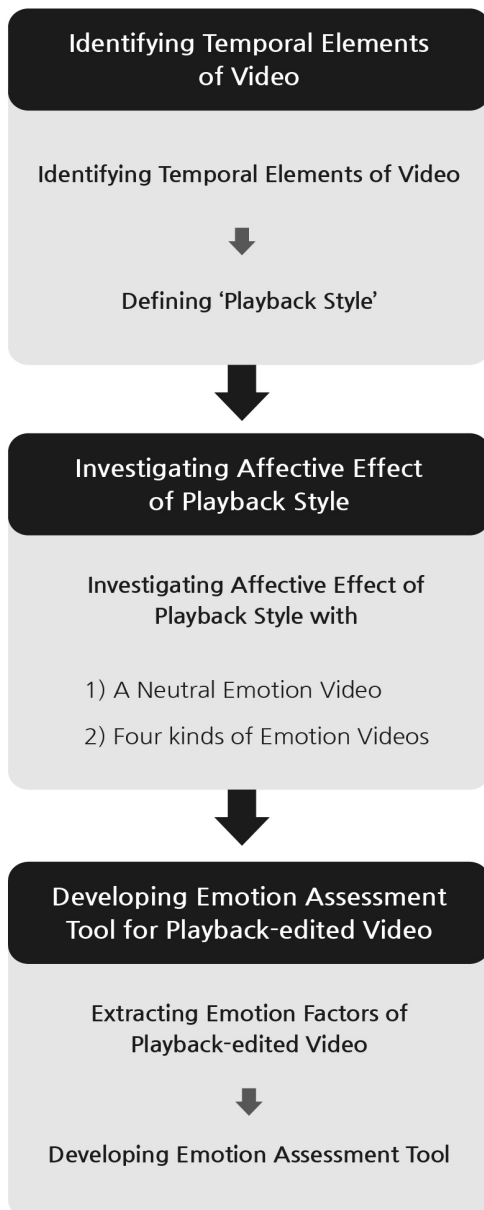 Identifying Temporal Elements
of Video
Identifying Temporal Elements of Video
Defining ‘Playback Style’
Investigating Affective Effect
of Playback Style
Investigating Affective Effect of
Playback Style with
1) A Neutral Emotion Video
2) Four kinds of Emotion Videos
Developing Emotion Assessment
Tool for Playback-edited Video
Extracting Emotion Factors of
Playback-edited Video
Developing Emotion Assessment Tool